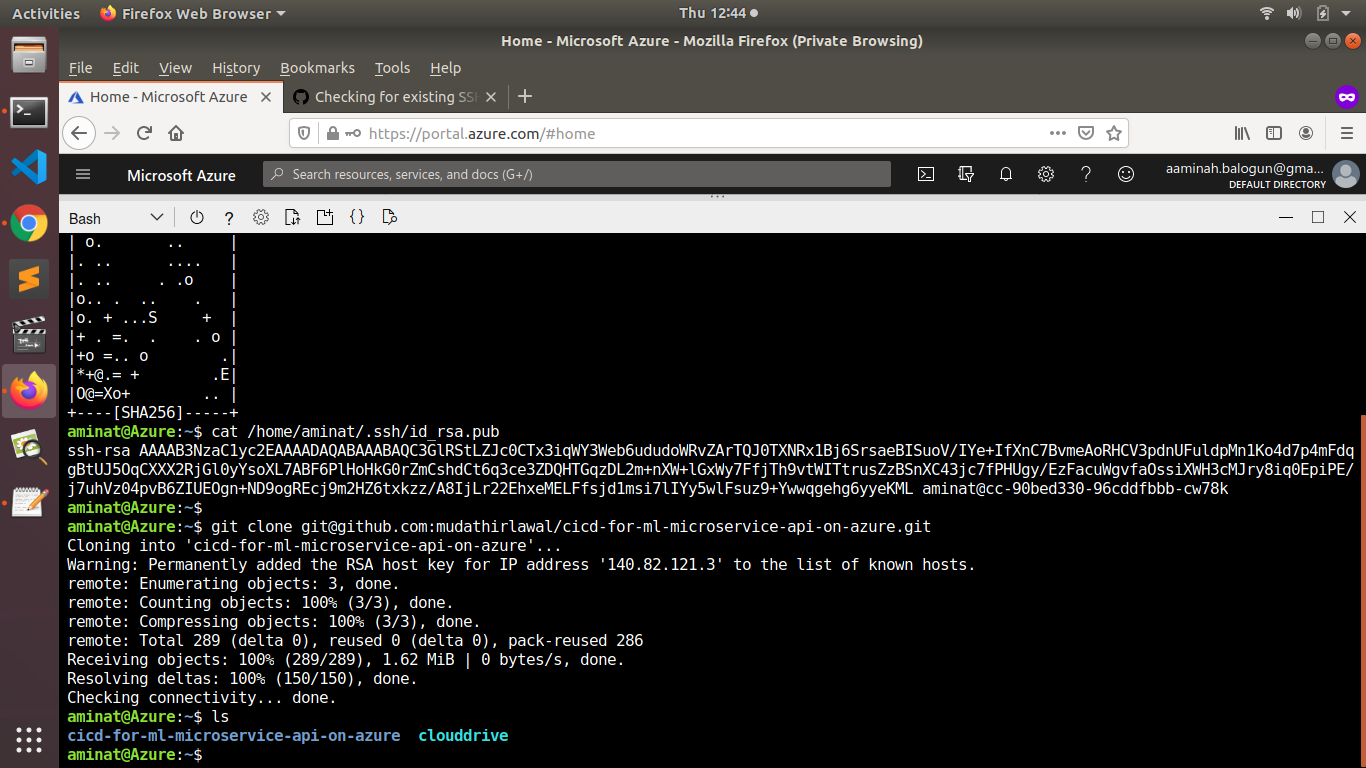 Activities Firefox Web Browser Thu 12:44
Home - Microsoft Azure - Mozilla Firefox (Private Browsing)
File Edit View History Bookmarks Tools Help
Home - Microsoft Azure Checking for existing SSH
https://portal.azure.com/#home
Microsoft Azure Search resources, services, and docs (G+/) aaminah.balogun@gma...
DEFAULT DIRECTORY
Bash
| o.       ..     |
|. ..      ....   |
|. ..     . .o    |
|o.. .  ..    .   |
|o. + ...S     +  |
|+ . =.  .    . o |
|+o =.. o        .|
|*+@.= +        .E|
|O@=Xo+        .. |
+----[SHA256]-----+
aminat@Azure:~$ cat /home/aminat/.ssh/id_rsa.pub
ssh-rsa AAAAB3NzaC1yc2EAAAADAQABAAABAQC3GlRStLZJc0CTx3iqWY3Web6ududoWRvZArTQJ0TXNRx1Bj6SrsaeBISuoV/IYe+IfXnC7BvmeAoRHCV3pdnUFuldpMn1Ko4d7p4mFdq
gBtUJ5OqCXXX2RjGl0yYsoXL7ABF6PlHoHkG0rZmCshdCt6q3ce3ZDQHTGqzDL2m+nXW+lGxWy7FfjTh9vtWITtrusZzBSnXC43jc7fPHUgy/EzFacuWgvfaOssiXWH3cMJry8iq0EpiPE/
j7uhVz04pvB6ZIUEOgn+ND9ogREcj9m2HZ6txkzz/A8IjLr22EhxeMELFfsjd1msi7lIYy5wlFsuz9+Ywwqgehg6yyeKML aminat@cc-90bed330-96cddfbbb-cw78k
aminat@Azure:~$
aminat@Azure:~$ git clone git@github.com:mudathirlawal/cicd-for-ml-microservice-api-on-azure.git
Cloning into 'cicd-for-ml-microservice-api-on-azure'...
Warning: Permanently added the RSA host key for IP address '140.82.121.3' to the list of known hosts.
remote: Enumerating objects: 3, done.
remote: Counting objects: 100% (3/3), done.
remote: Compressing objects: 100% (3/3), done.
remote: Total 289 (delta 0), reused 0 (delta 0), pack-reused 286
Receiving objects: 100% (289/289), 1.62 MiB | 0 bytes/s, done.
Resolving deltas: 100% (150/150), done.
Checking connectivity... done.
aminat@Azure:~$ ls
cicd-for-ml-microservice-api-on-azure  clouddrive
aminat@Azure:~$